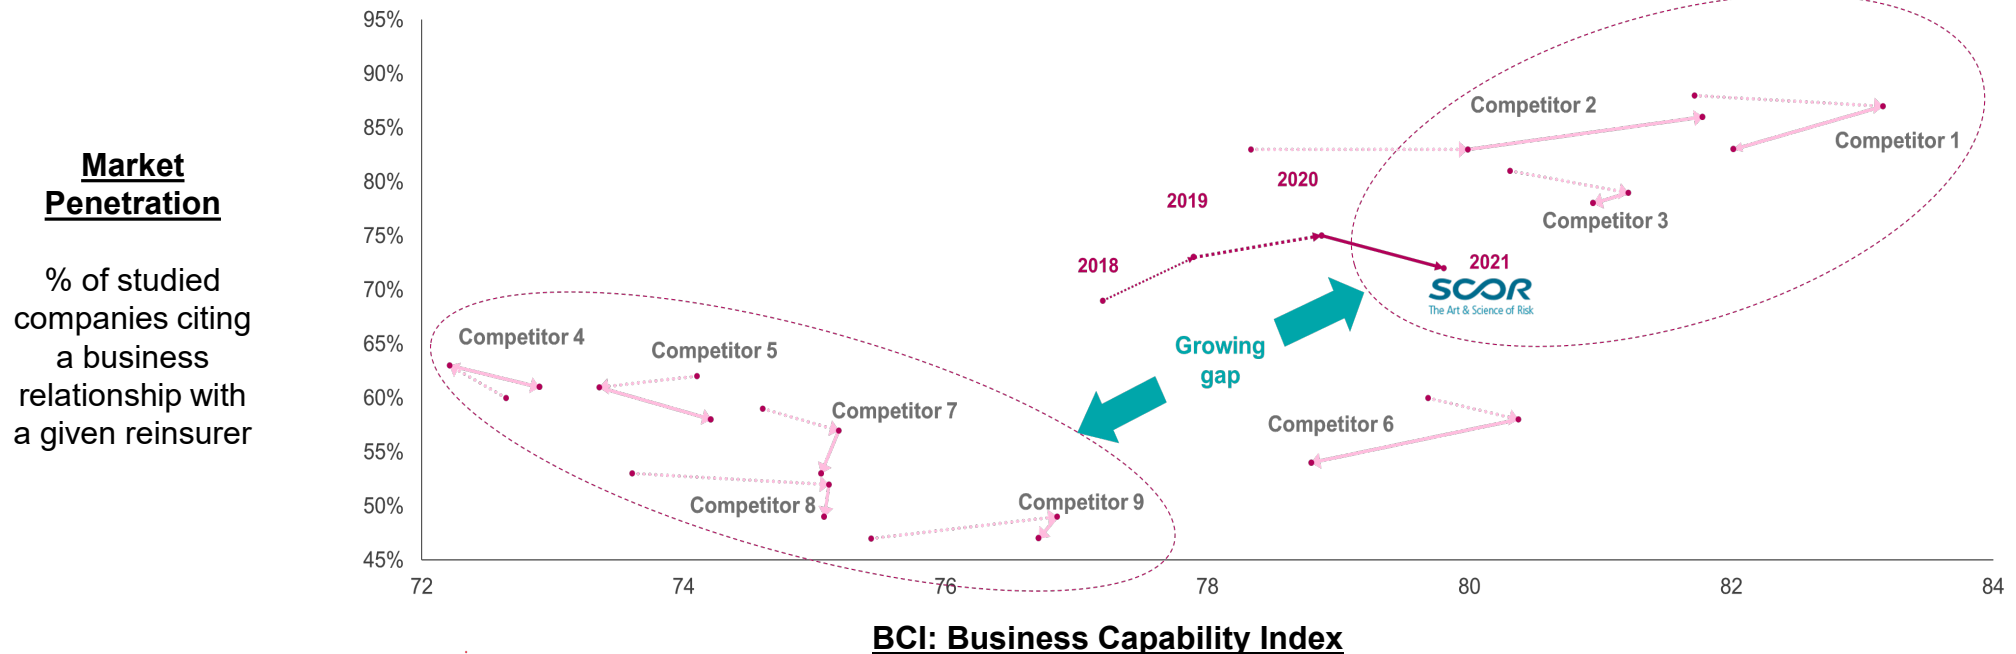 Market
Penetration
% of studied
companies citing
a business
relationship with
a given reinsurer
95%
90%
85%
80%
75%
70%
65%
60%
55%
50%
45%
72
74
76
78
80
82
84
BCI: Business Capability Index
Competitor 2
Competitor 1
2020
2019
Competitor 3
2018
2021
SCOR
The Art & Science of Risk
Competitor 4
Competitor 5
Growing
gap
Competitor 7
Competitor 6
Competitor 8
Competitor 9